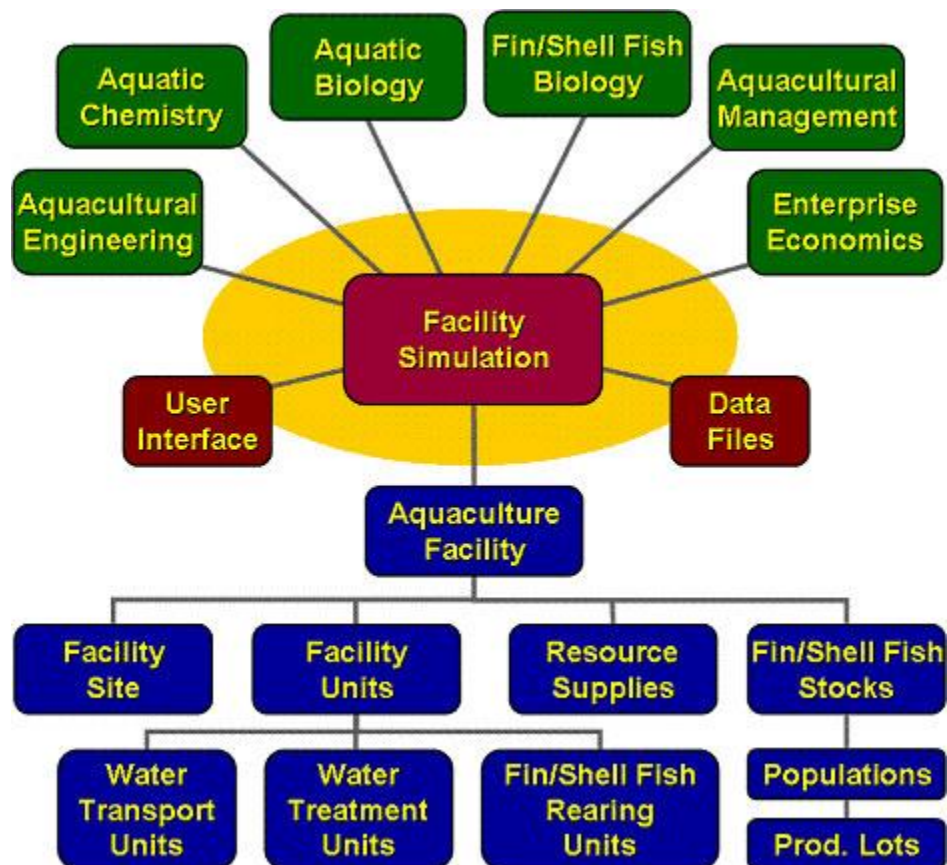 Aquatic
Chemistry
Aquatic
Biology
Fin/Shell Fish
Biology
Aquacultural
Management
Aquacultural
Engineering
Enterprise
Economics
Facility
Simulation
User
Interface
Data
Files
Aquaculture
Facility
Facility
Site
Facility
Units
Resource
Supplies
Fin/Shell Fish
Stocks
Water
Transport
Units
Water
Treatment
Units
Fin/Shell Fish
Rearing
Units
Populations
Prod. Lots